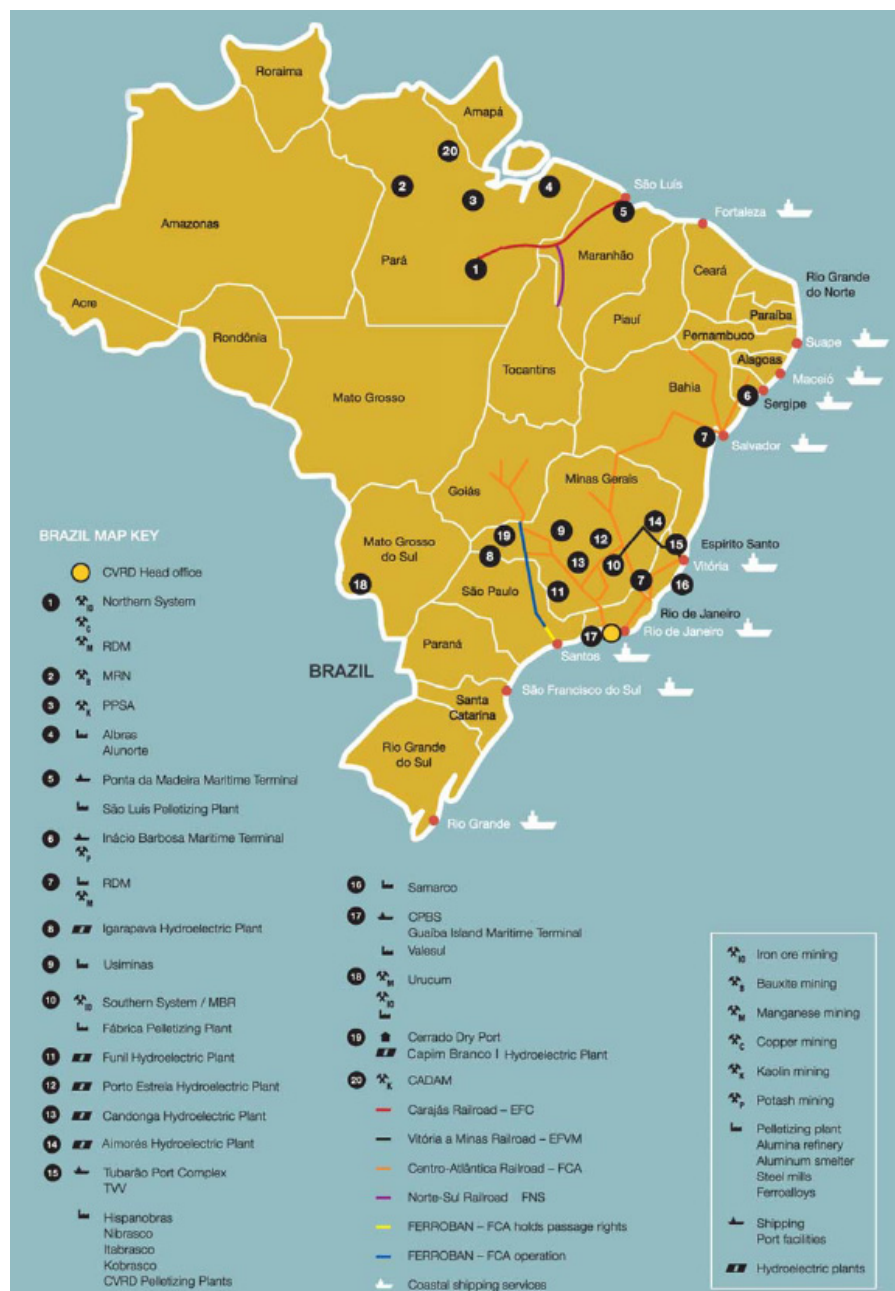 Roraima
Amapá
20
2
3
4
São Luís
5
Fortaleza
Amazonas
Pará
1
Maranhão
Ceará
Rio Grande
do Norte
Acre
Rondônia
Piauí
Paraíba
Pernambuco
Suape
Alagoas
Tocantins
Maceió
Mato Grosso
Bahia
6
Sergipe
7
Salvador
Goiás
Minas Gerais
BRAZIL MAP KEY
Mato Grosso
do Sul
19
8
9
12
14
15
Espirito Santo
CVRD Head office
18
13
10
Vitória
São Paulo
11
7
16
1
Northern System
IO
C
M
RDM
Rio de Janeiro
17
Rio de Janeiro
Paraná
Santos
BRAZIL
2
B
MRN
São Francisco do Sul
3
K
PPSA
Santa
Catarina
4
Albras
Alunorte
Rio Grande
do Sul
5
Ponta da Madeira Maritime Terminal
São Luis Pelletizing Plant
Rio Grande
6
Inácio Barbosa Maritime Terminal
P
7
RDM
M
8
Igarapava Hydroelectric Plant
9
Usiminas
10
IO
Southern System / MBR
Fábrica Pelletizing Plant
11
Funil Hydroelectric Plant
12
Porto Estrela Hydroelectric Plant
13
Candonga Hydroelectric Plant
14
Aimorés Hydroelectric Plant
15
Tubarão Port Complex
TVV
Hispanobras
Nibrasco
Itabrasco
Kobrasco
CVRD Pelletizing Plants
16
Samarco
17
CPBS
Guaíba Island Maritime Terminal
Valesul
18
M
Urucum
IO
19
Cerrado Dry Port
Capim Branco I Hydroelectric Plant
20
K
CADAM
Carajás Railroad – EFC
Vitória a Minas Railroad – EFVM
Centro-Atlântica Railroad – FCA
Norte-Sul Railroad FNS
FERROBAN – FCA holds passage rights
FERROBAN – FCA operation
Coastal shipping services
IO
Iron ore mining
B
Bauxite mining
M
Manganese mining
C
Copper mining
K
Kaolin mining
P
Potash mining
Pelletizing plant
Alumina refinery
Aluminum smelter
Steel mills
Ferroalloys
Shipping
Port facilities
Hydroelectric plants